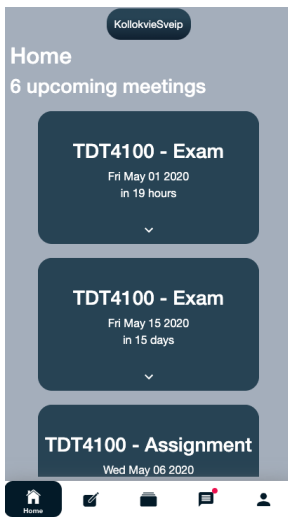 KollokvieSveip
Home
6 upcoming meetings
TDT4100 - Exam
Fri May 01 2020
in 19 hours
TDT4100 - Exam
Fri May 15 2020
in 15 days
TDT4100 - Assignment
Wed May 06 2020
Home